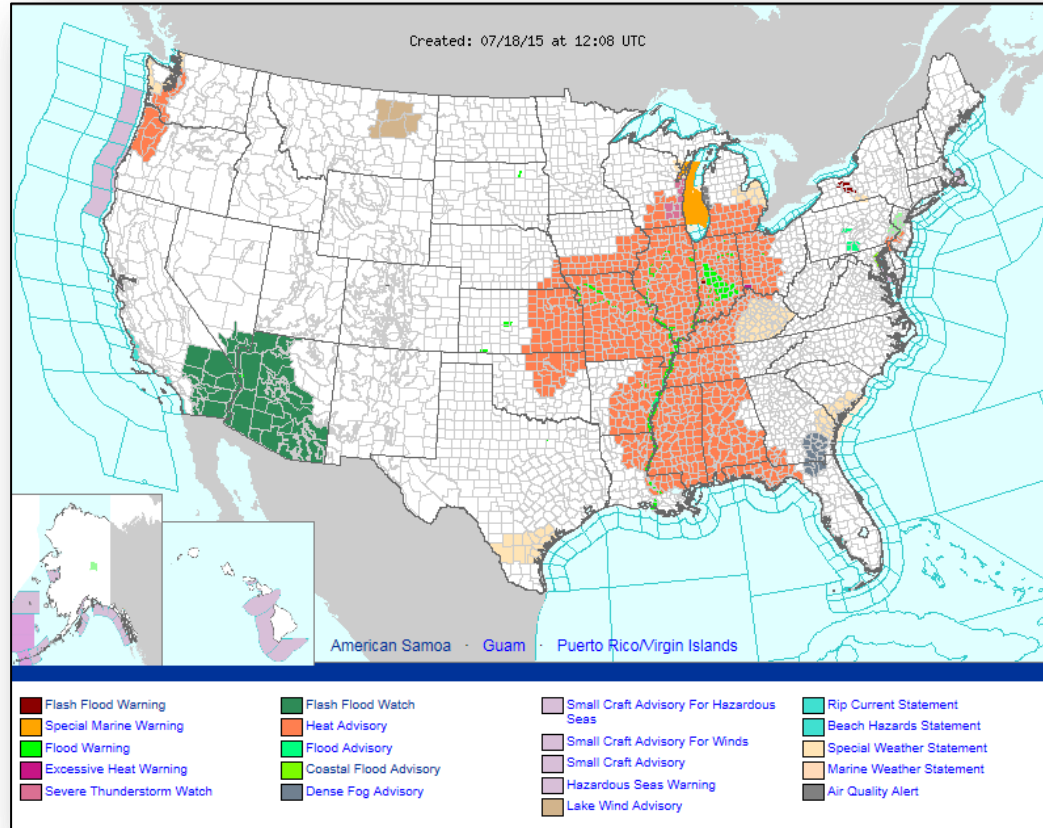 Created: 07/18/15 at 12:08 UTC
American Samoa · Guam · Puerto Rico/Virgin Islands
Flash Flood Warning
Special Marine Warning
Flood Warning
Excessive Heat Warning
Severe Thunderstorm Watch
Flash Flood Watch
Heat Advisory
Flood Advisory
Coastal Flood Advisory
Dense Fog Advisory
Small Craft Advisory For Hazardous
Seas
Small Craft Advisory For Winds
Small Craft Advisory
Hazardous Seas Warning
Lake Wind Advisory
Rip Current Statement
Beach Hazards Statement
Special Weather Statement
Marine Weather Statement
Air Quality Alert